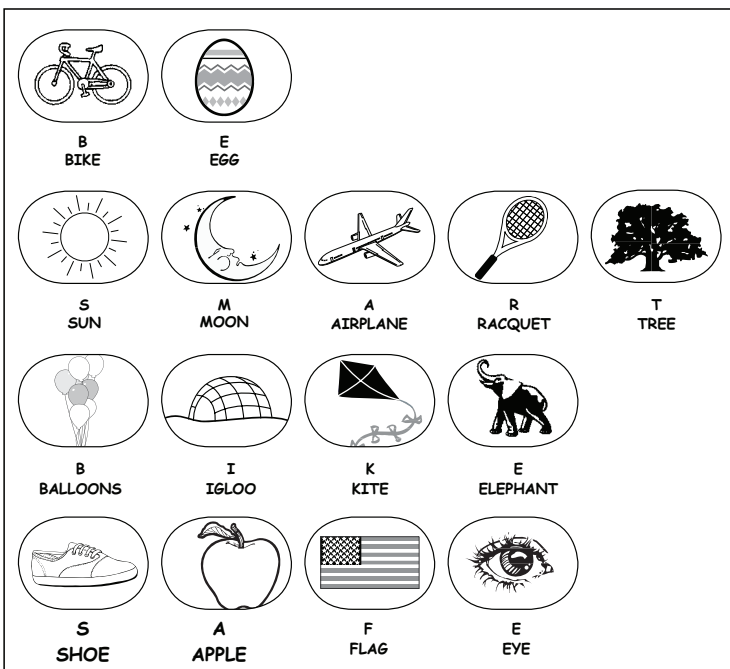 B E
BIKE EGG
S M A R T
SUN MOON AIRPLANE RACQUET TREE
B I K E
BALLOONS IGLOO KITE ELEPHANT
S A F E
SHOE APPLE FLAG EYE